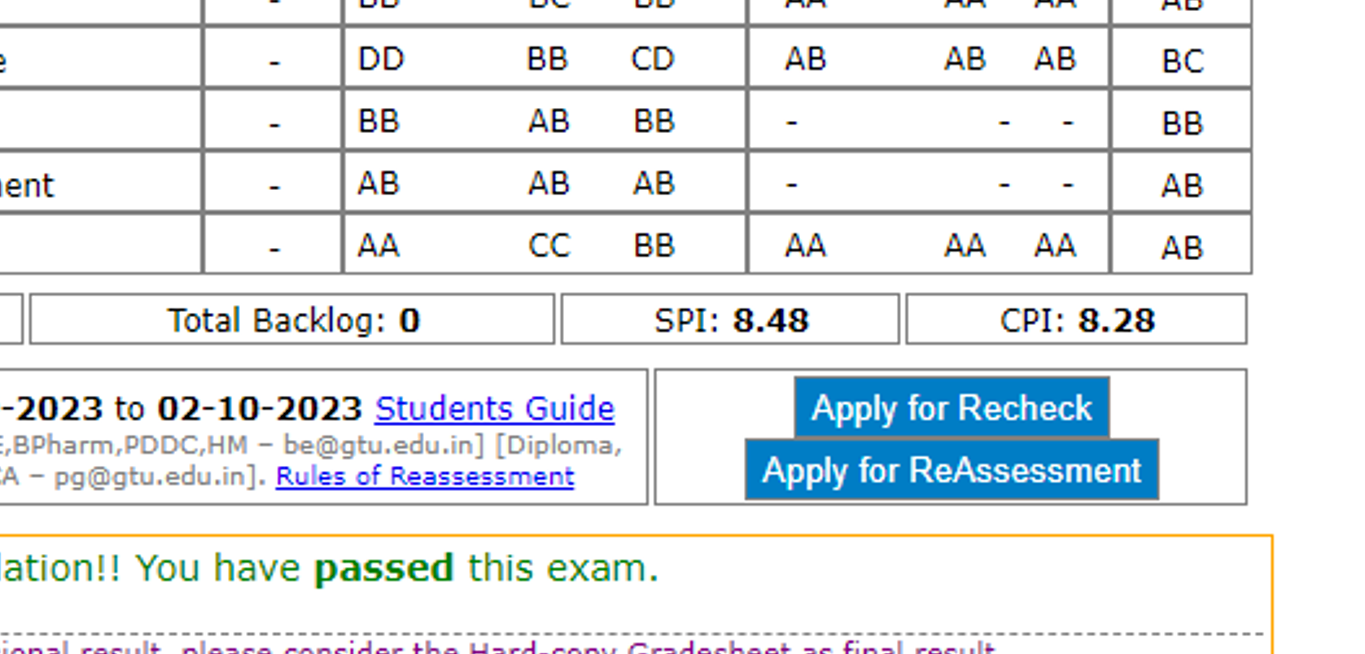 - BB BC BB AA AA AA AB
e - DD BB CD AB AB AB BC
- BB AB BB - - - BB
nent - AB AB AB - - - AB
- AA CC BB AA AA AA AB
Total Backlog: 0 SPI: 8.48 CPI: 8.28
-2023 to 02-10-2023 Students Guide
E,BPharm,PDDC,HM – be@gtu.edu.in] [Diploma,
CA – pg@gtu.edu.in]. Rules of Reassessment
Apply for Recheck
Apply for ReAssessment
lation!! You have passed this exam.
ional result, please consider the Hard-copy Gradesheet as final result